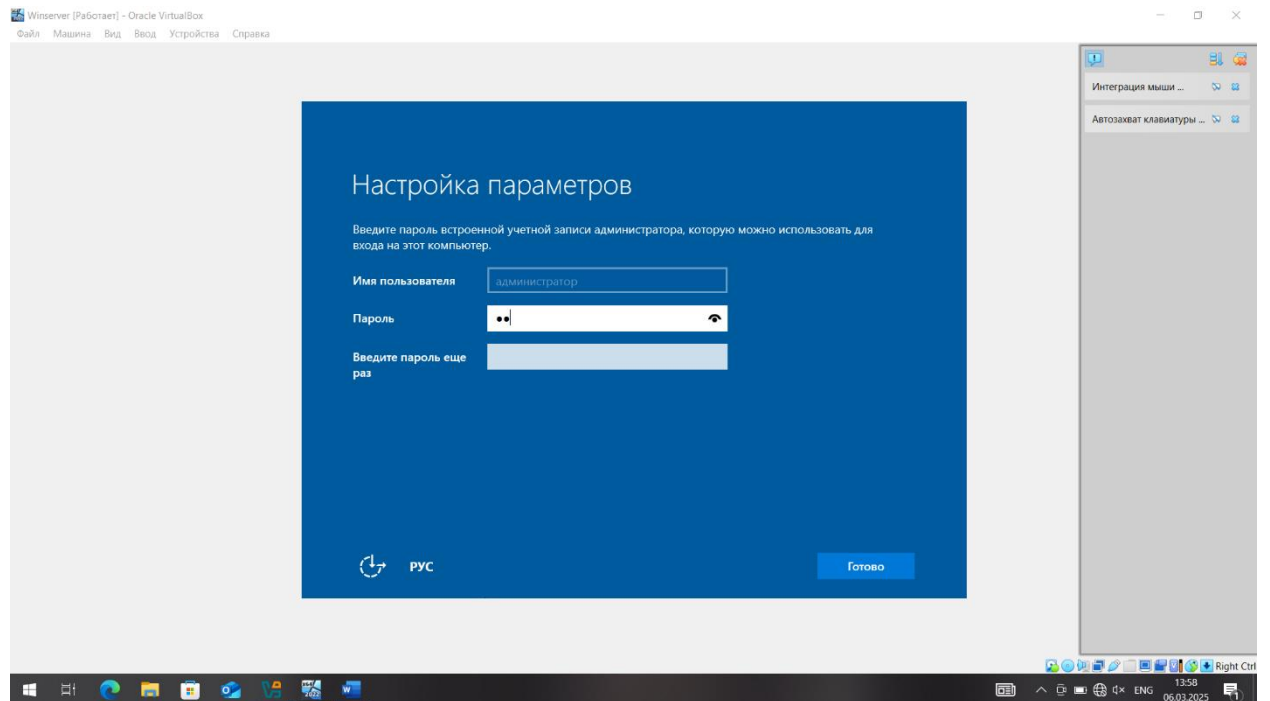 Winserver [Работает] - Oracle VirtualBox
Файл Машина Вид Ввод Устройства Справка
Интеграция мыши ...
Автозахват клавиатуры ...
Настройка параметров
Введите пароль встроенной учетной записи администратора, которую можно использовать для
входа на этот компьютер.
Имя пользователя администратор
Пароль ••
Введите пароль еще
раз
РУС Готово
Right Ctrl
ENG 13:58
06.03.2025